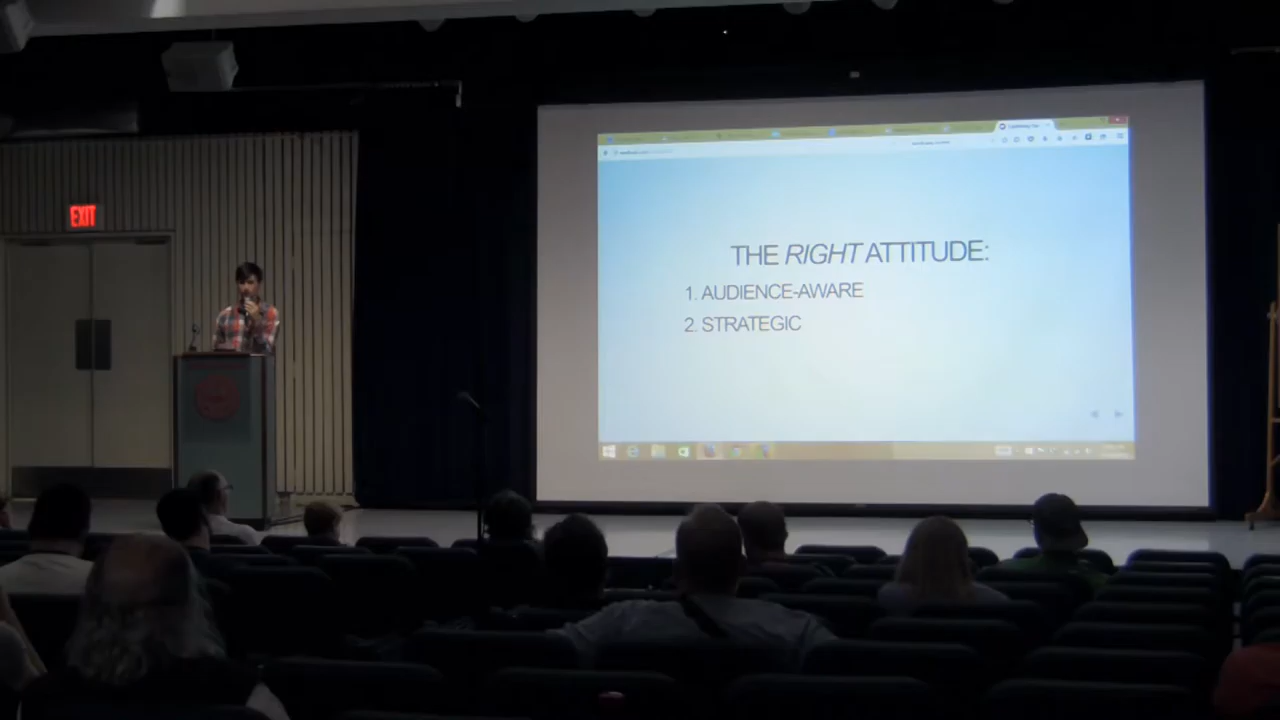 EXIT
THE RIGHT ATTITUDE:
1. AUDIENCE-AWARE
2. STRATEGIC